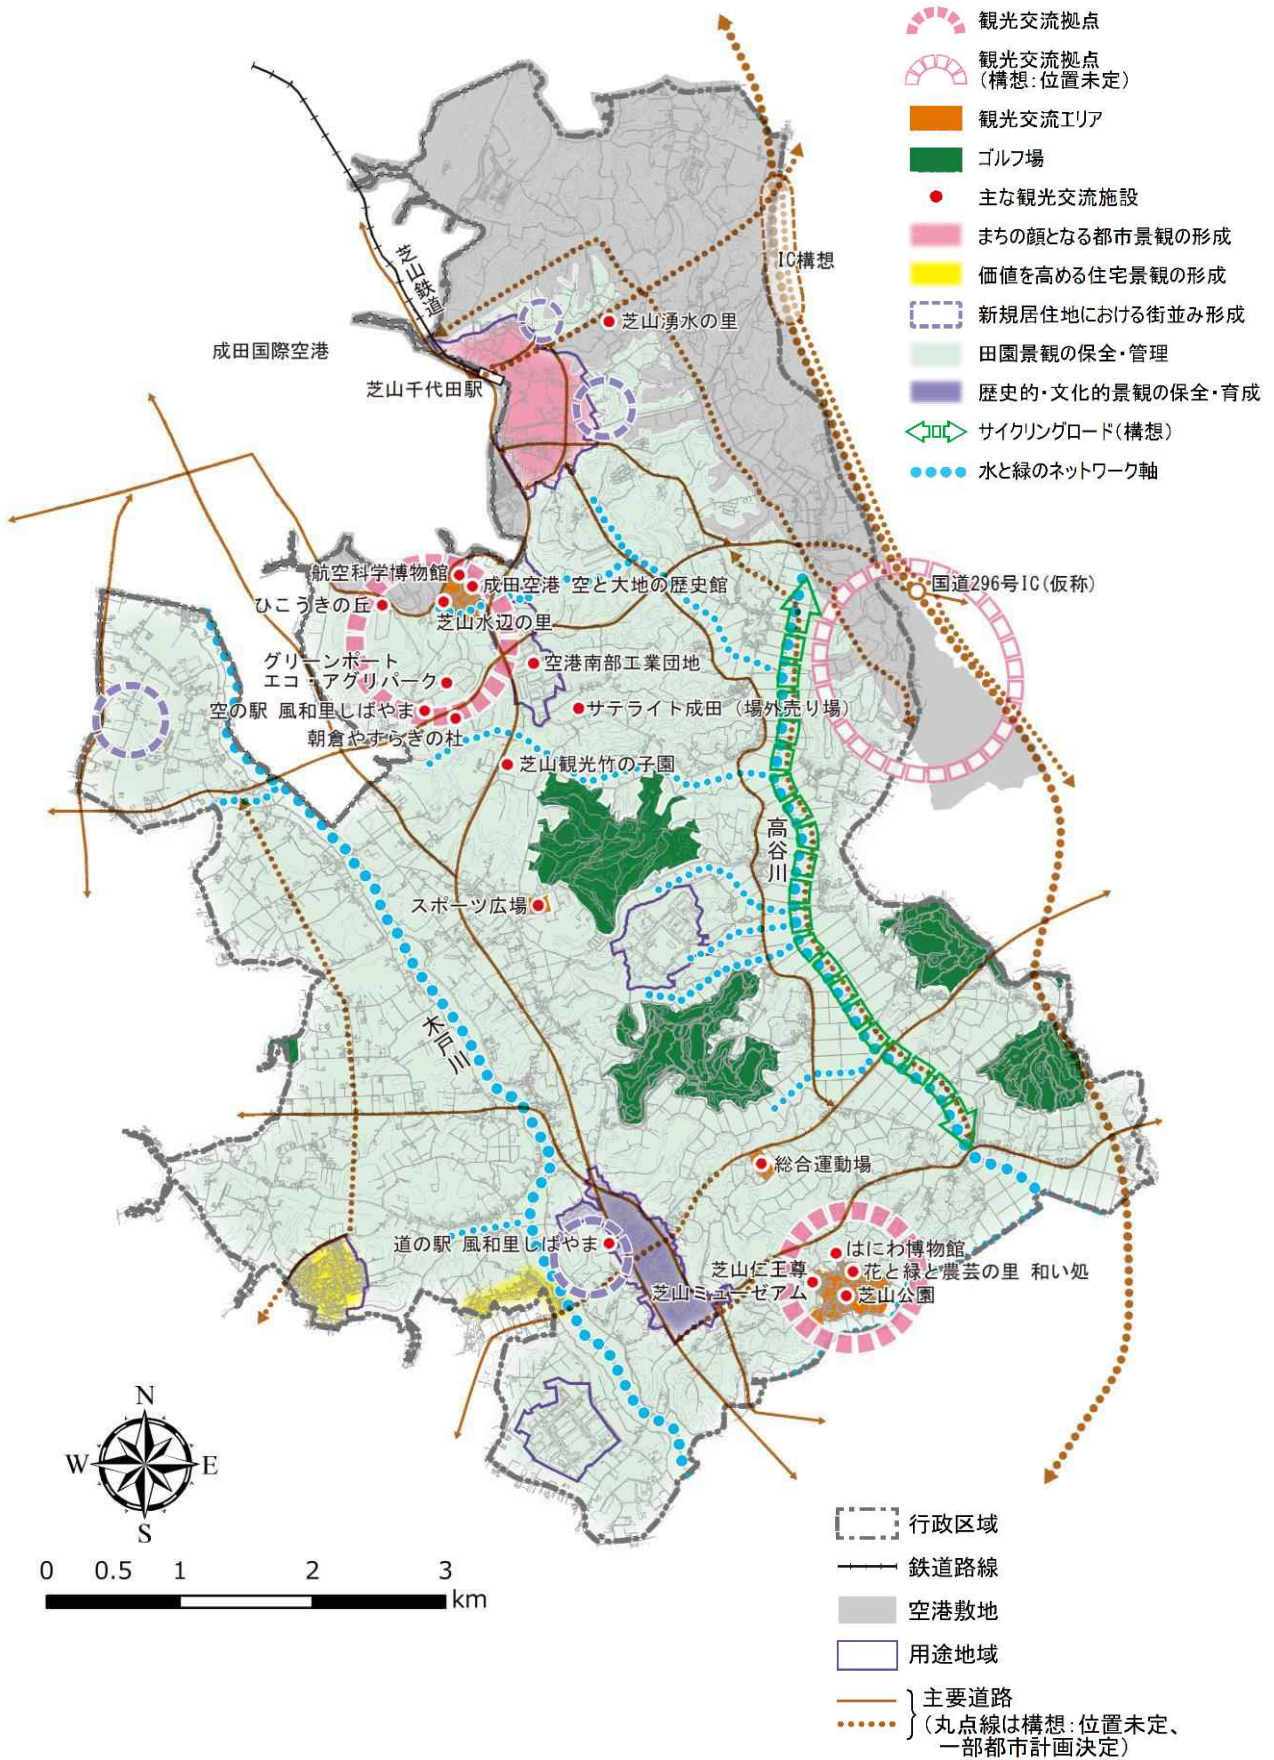 観光交流拠点
観光交流拠点
(構想：位置未定)
観光交流エリア
ゴルフ場
主な観光交流施設
まちの顔となる都市景観の形成
価値を高める住宅景観の形成
新規居住地における街並み形成
田園景観の保全・管理
歴史的・文化的景観の保全・育成
サイクリングロード(構想)
水と緑のネットワーク軸
IC構想
芝山鉄道
芝山湧水の里
成田国際空港
芝山千代田駅
国道296号IC(仮称)
航空科学博物館
成田空港 空と大地の歴史館
ひこうきの丘
芝山水辺の里
グリーンポート
エコ・アグリパーク
空港南部工業団地
空の駅 風和里しばやま
サテライト成田（場外売り場）
朝倉やすらぎの杜
芝山観光竹の子園
高谷川
スポーツ広場
木戸川
総合運動場
道の駅 風和里しばやま
はにわ博物館
芝山仁王尊
花と緑と農芸の里 和い処
芝山ミューゼアム
芝山公園
N
W
E
S
0 0.5 1 2 3
km
行政区域
鉄道路線
空港敷地
用途地域
主要道路
(丸点線は構想：位置未定、
一部都市計画決定)